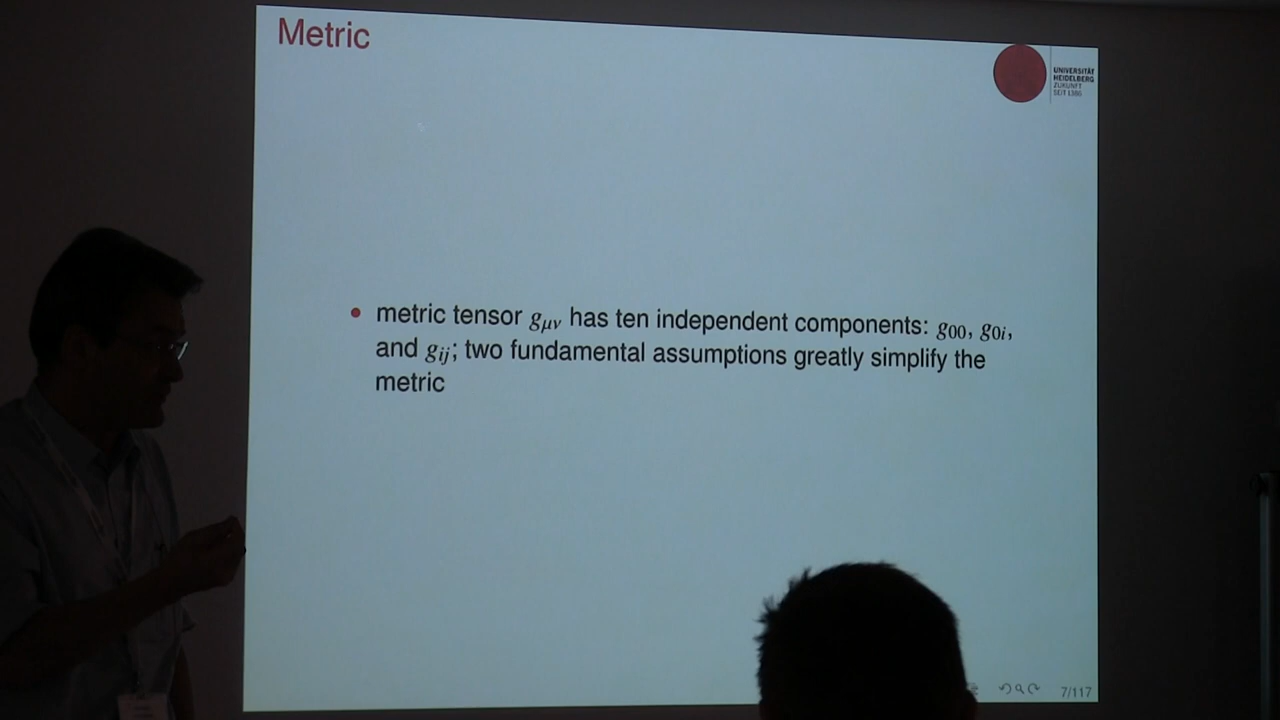 Metric
UNIVERSITÄT
HEIDELBERG
ZUKUNFT
SEIT 1386
• metric tensor gμν has ten independent components: g00, g0i,
and gij; two fundamental assumptions greatly simplify the
metric
7/117